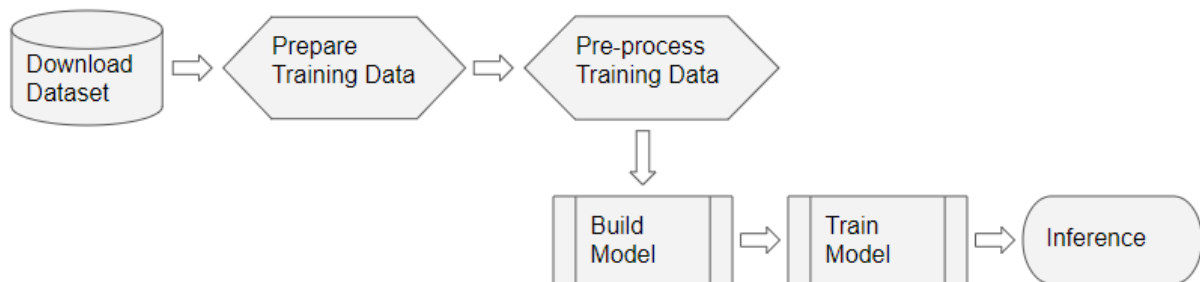 Download
Dataset
Prepare
Training Data
Pre-process
Training Data
Build
Model
Train
Model
Inference